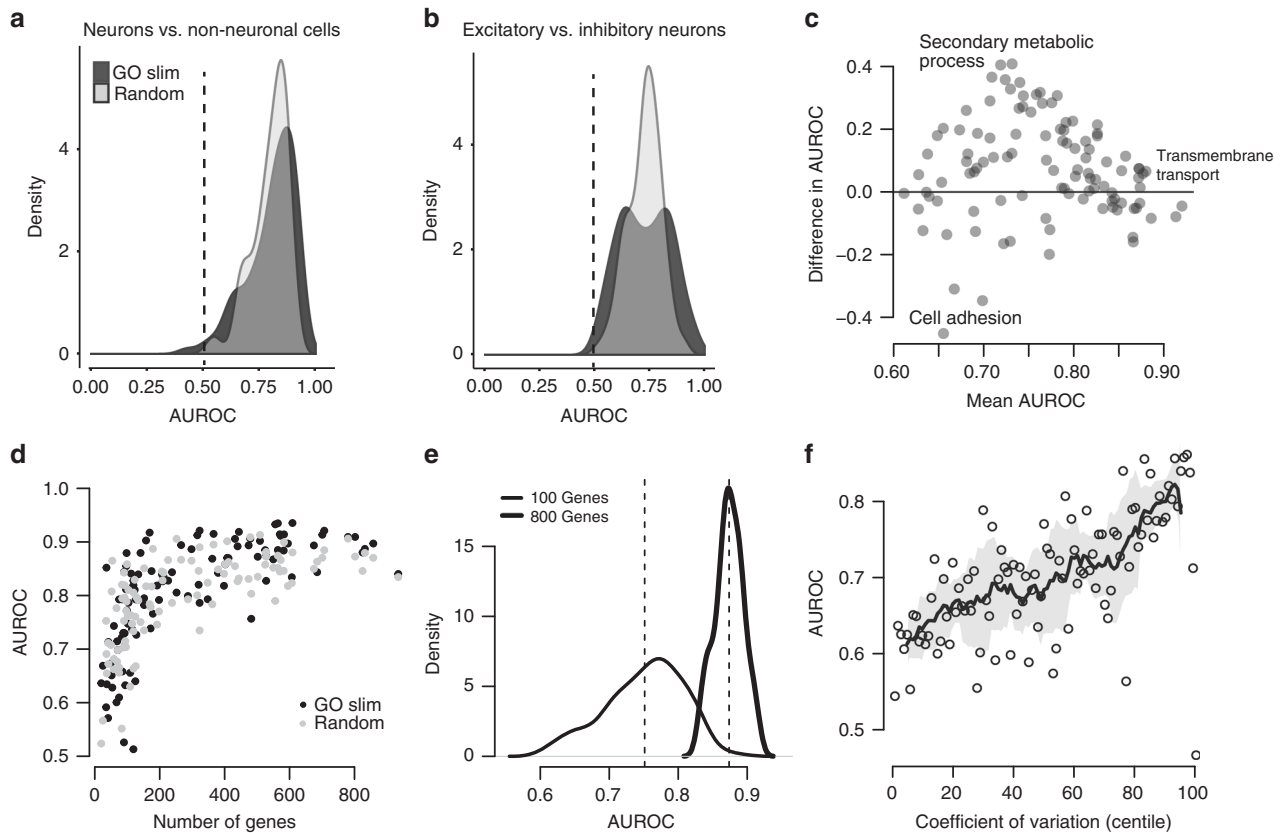 a
Neurons vs. non-neuronal cells
GO slim
Random
Density
4
2
0
0.00 0.25 0.50 0.75 1.00
AUROC
b
Excitatory vs. inhibitory neurons
Density
4
2
0
0.00 0.25 0.50 0.75 1.00
AUROC
c
Secondary metabolic
process
Transmembrane
transport
Cell adhesion
Difference in AUROC
0.4
0.2
0.0
−0.2
−0.4
0.60 0.70 0.80 0.90
Mean AUROC
d
AUROC
1.0
0.9
0.8
0.7
0.6
0.5
GO slim
Random
0 200 400 600 800
Number of genes
e
100 Genes
800 Genes
Density
15
10
5
0
0.6 0.7 0.8 0.9
AUROC
f
AUROC
0.8
0.7
0.6
0.5
0 20 40 60 80 100
Coefficient of variation (centile)